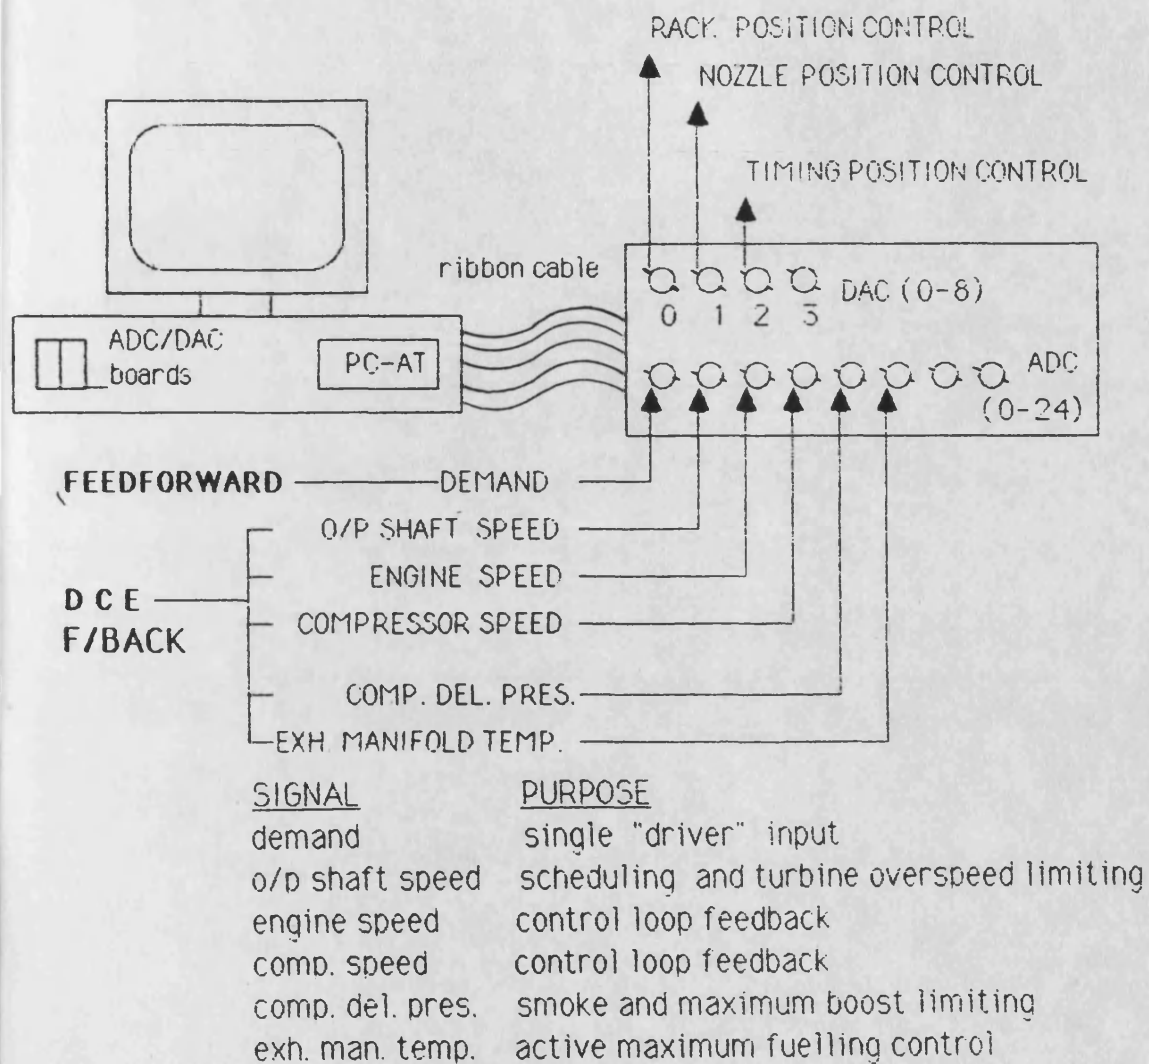 RACK POSITION CONTROL
NOZZLE POSITION CONTROL
TIMING POSITION CONTROL
ribbon cable
DAC (0-8)
0 1 2 3
ADC/DAC
boards
PC-AT
ADC
(0-24)
FEEDFORWARD DEMAND
O/P SHAFT SPEED
ENGINE SPEED
D C E
F/BACK
COMPRESSOR SPEED
COMP. DEL. PRES.
EXH MANIFOLD TEMP.
SIGNAL PURPOSE
demand single "driver" input
o/p shaft speed scheduling and turbine overspeed limiting
engine speed control loop feedback
comp. speed control loop feedback
comp. del. pres. smoke and maximum boost limiting
exh. man. temp. active maximum fuelling control